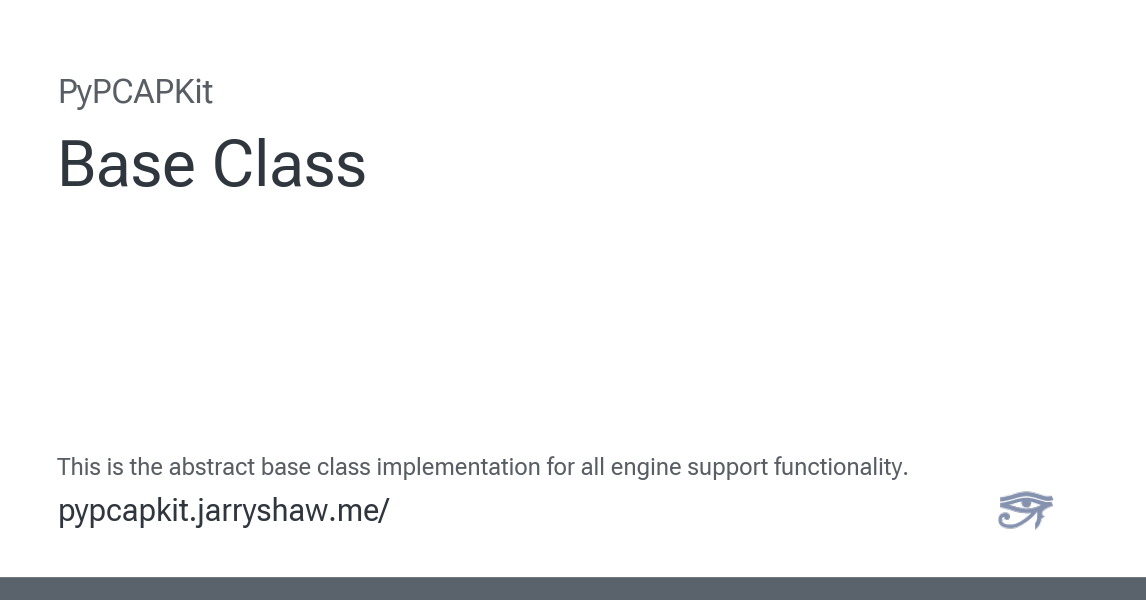 PyPCAPKit
Base Class
This is the abstract base class implementation for all engine support functionality.
pypcapkit.jarryshaw.me/